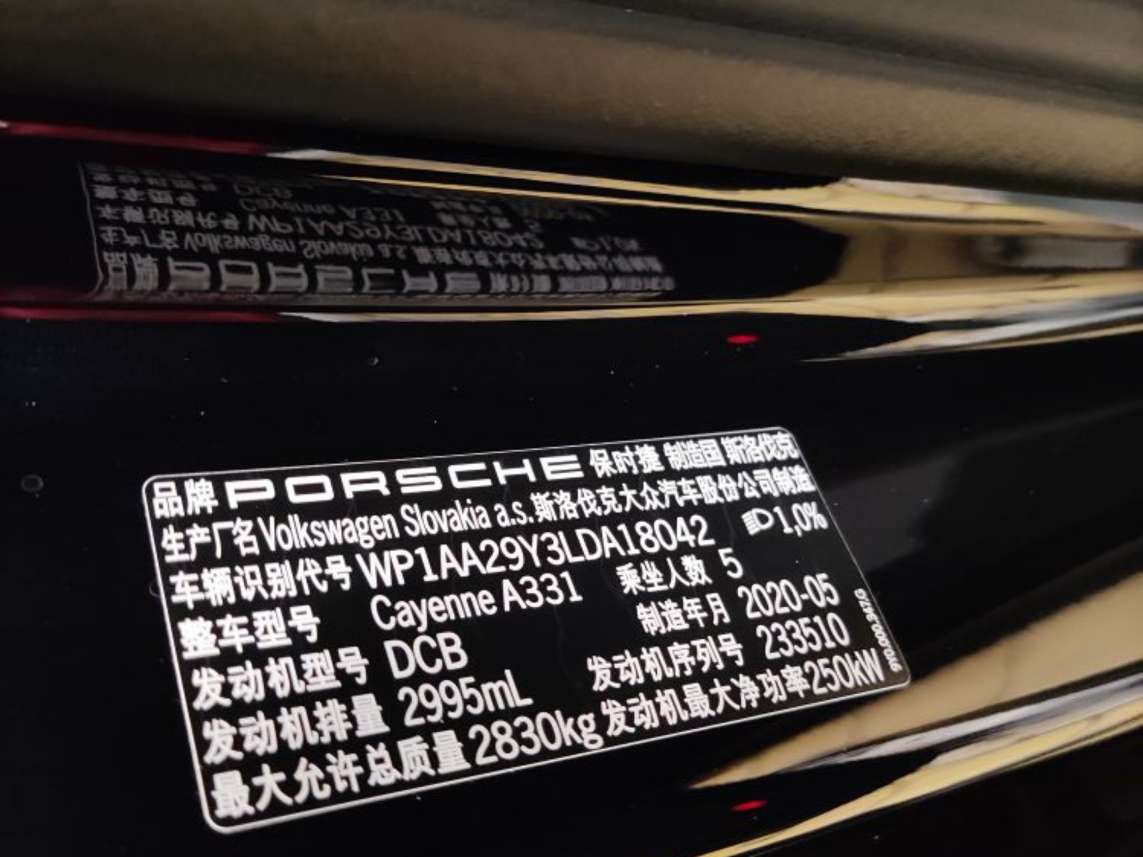 品牌 PORSCHE 保时捷 制造国 斯洛伐克
生产厂名 Volkswagen Slovakia a.s. 斯洛伐克大众汽车股份公司制造
车辆识别代号 WP1AA29Y3LDA18042 1,0%
整车型号 Cayenne A331 乘坐人数 5
发动机型号 DCB 制造年月 2020-05
发动机排量 2995mL 发动机序列号 233510
最大允许总质量 2830kg 发动机最大净功率 250kW